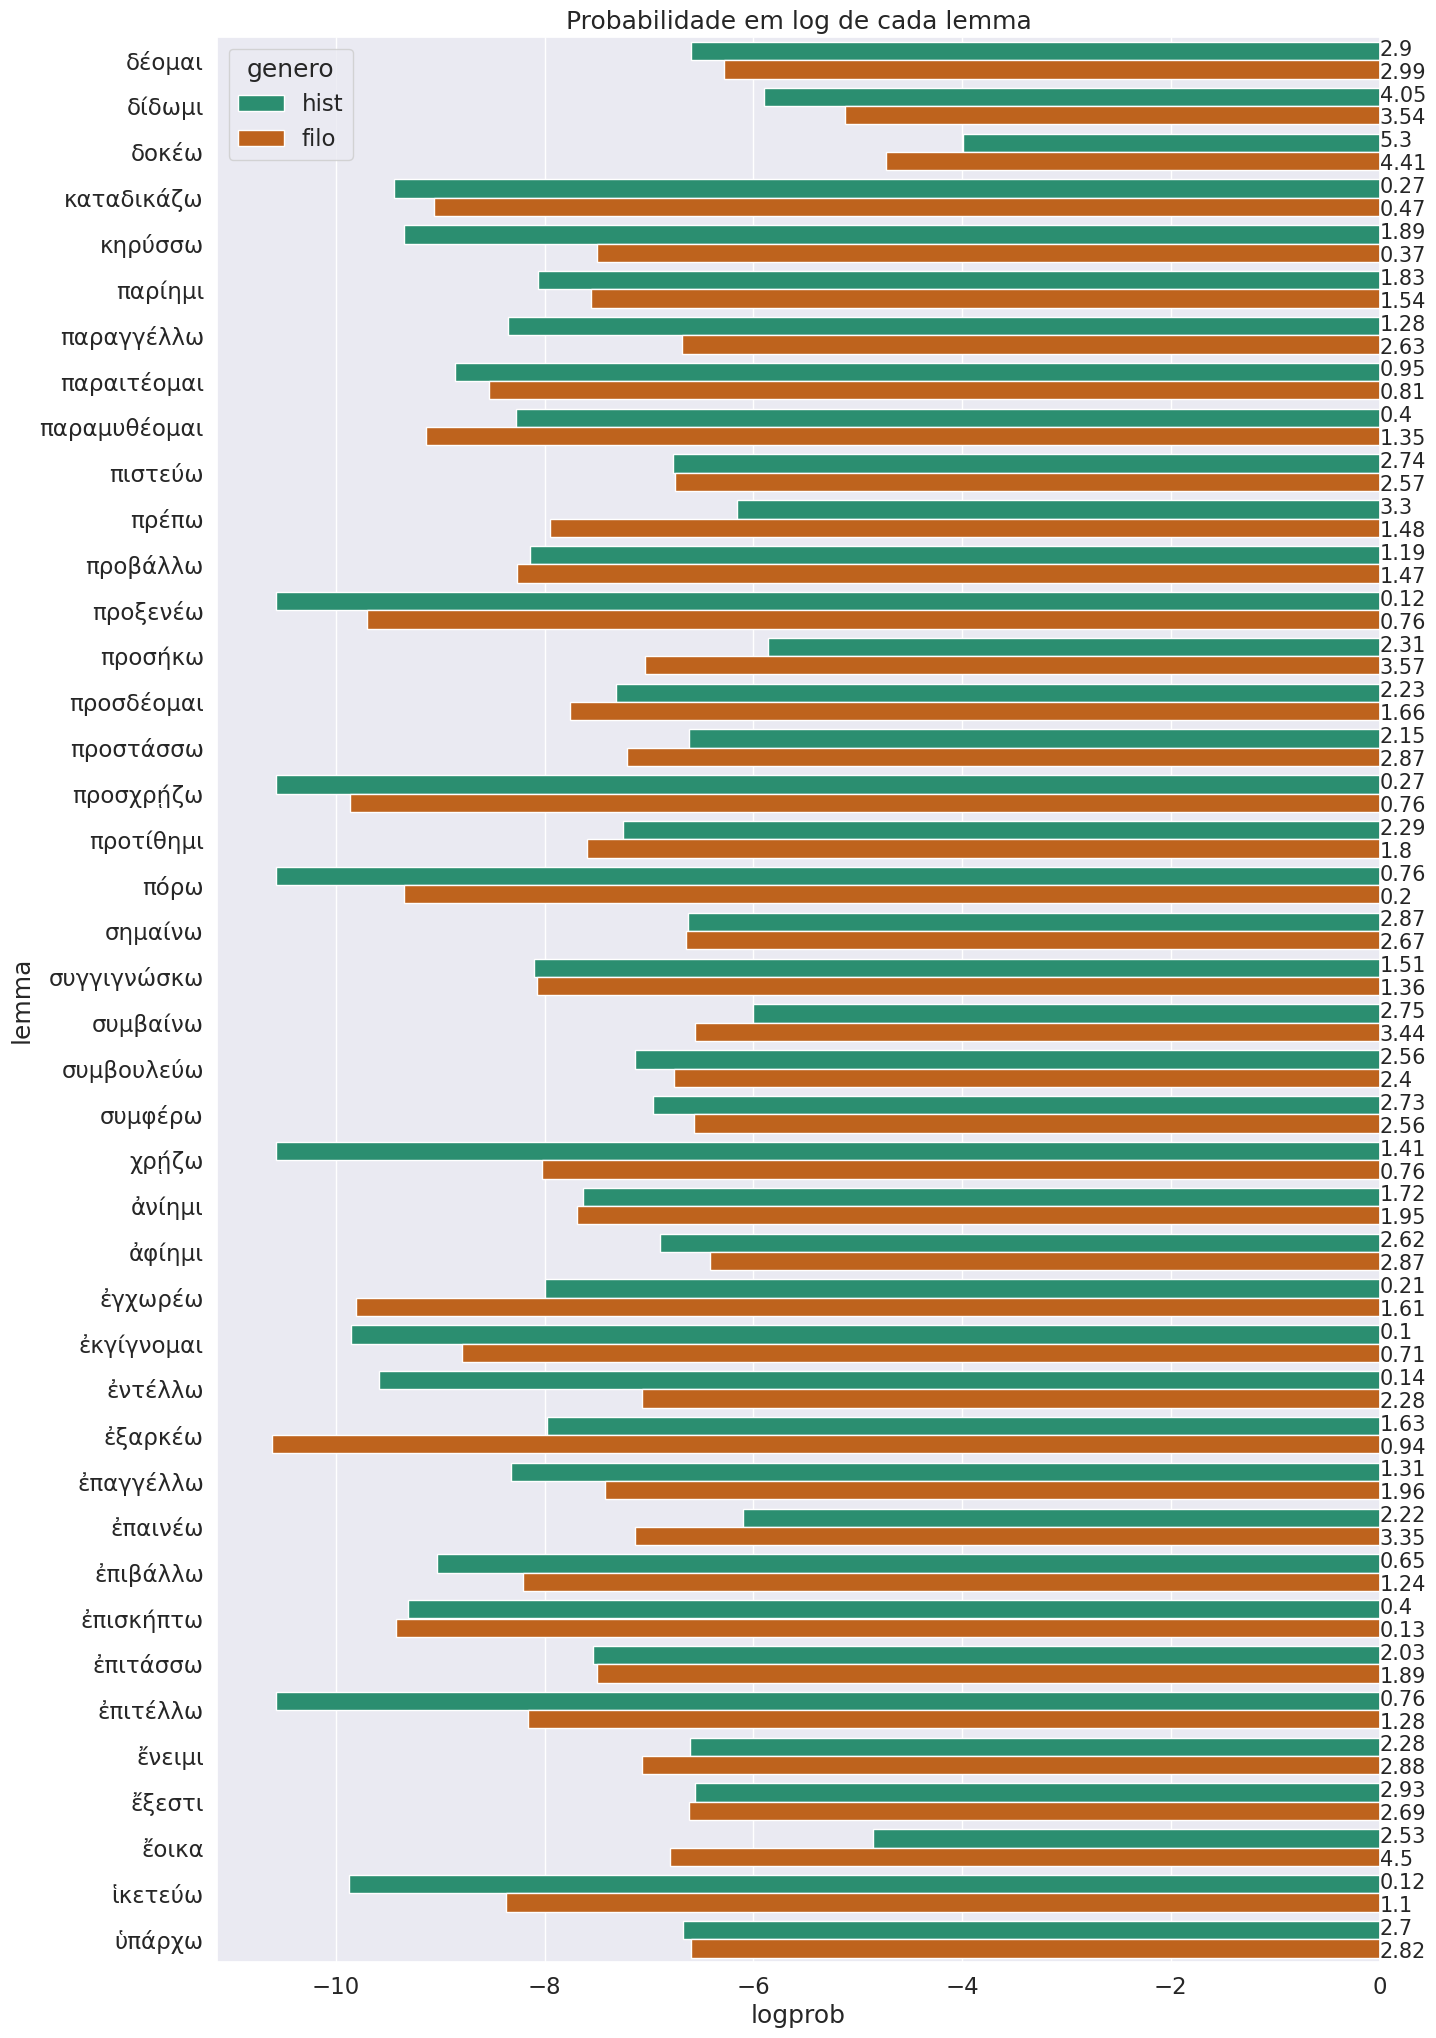 Probabilidade em log de cada lemma
genero
hist
filo
δέομαι
2.9
2.99
δίδωμι
4.05
3.54
δοκέω
5.3
4.41
καταδικάζω
0.27
0.47
κηρύσσω
1.89
0.37
παρίημι
1.83
1.54
παραγγέλλω
1.28
2.63
παραιτέομαι
0.95
0.81
παραμυθέομαι
0.4
1.35
πιστεύω
2.74
2.57
πρέπω
3.3
1.48
προβάλλω
1.19
1.47
προξενέω
0.12
0.76
προσήκω
2.31
3.57
προσδέομαι
2.23
1.66
προστάσσω
2.15
2.87
προσχρῄζω
0.27
0.76
προτίθημι
2.29
1.8
πόρω
0.76
0.2
σημαίνω
2.87
2.67
συγγιγνώσκω
1.51
1.36
συμβαίνω
2.75
3.44
συμβουλεύω
2.56
2.4
συμφέρω
2.73
2.56
χρῄζω
1.41
0.76
ἀνίημι
1.72
1.95
ἀφίημι
2.62
2.87
ἐγχωρέω
0.21
1.61
ἐκγίγνομαι
0.1
0.71
ἐντέλλω
0.14
2.28
ἐξαρκέω
1.63
0.94
ἐπαγγέλλω
1.31
1.96
ἐπαινέω
2.22
3.35
ἐπιβάλλω
0.65
1.24
ἐπισκήπτω
0.4
0.13
ἐπιτάσσω
2.03
1.89
ἐπιτέλλω
0.76
1.28
ἔνειμι
2.28
2.88
ἔξεστι
2.93
2.69
ἔοικα
2.53
4.5
ἱκετεύω
0.12
1.1
ὑπάρχω
2.7
2.82
lemma
−10 −8 −6 −4 −2 0
logprob